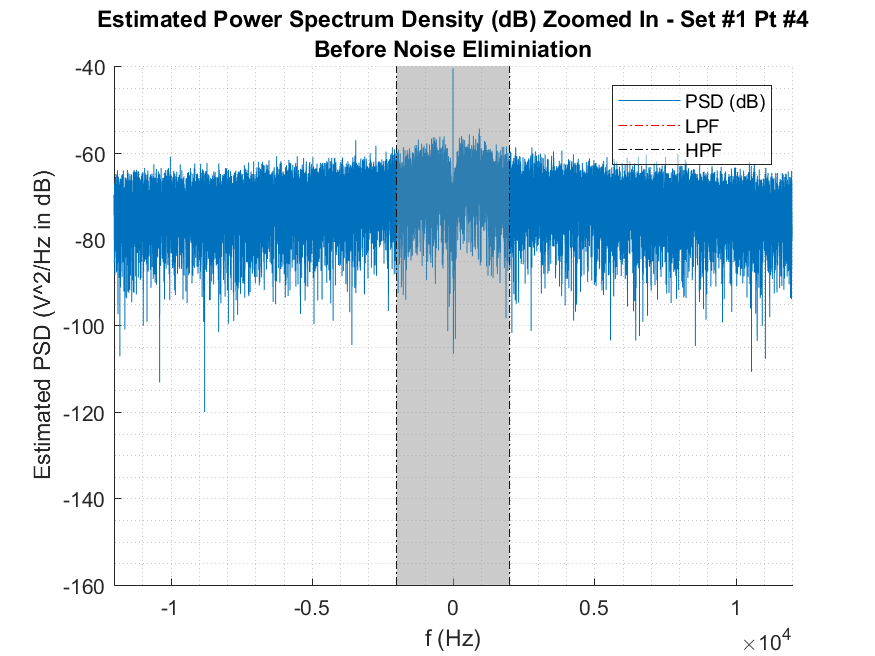 Estimated Power Spectrum Density (dB) Zoomed In - Set #1 Pt #4
Before Noise Eliminiation
-40
-60
-80
-100
-120
-140
-160
Estimated PSD (V^2/Hz in dB)
PSD (dB)
LPF
HPF
-1
-0.5
0
0.5
1
f (Hz)
×10^4